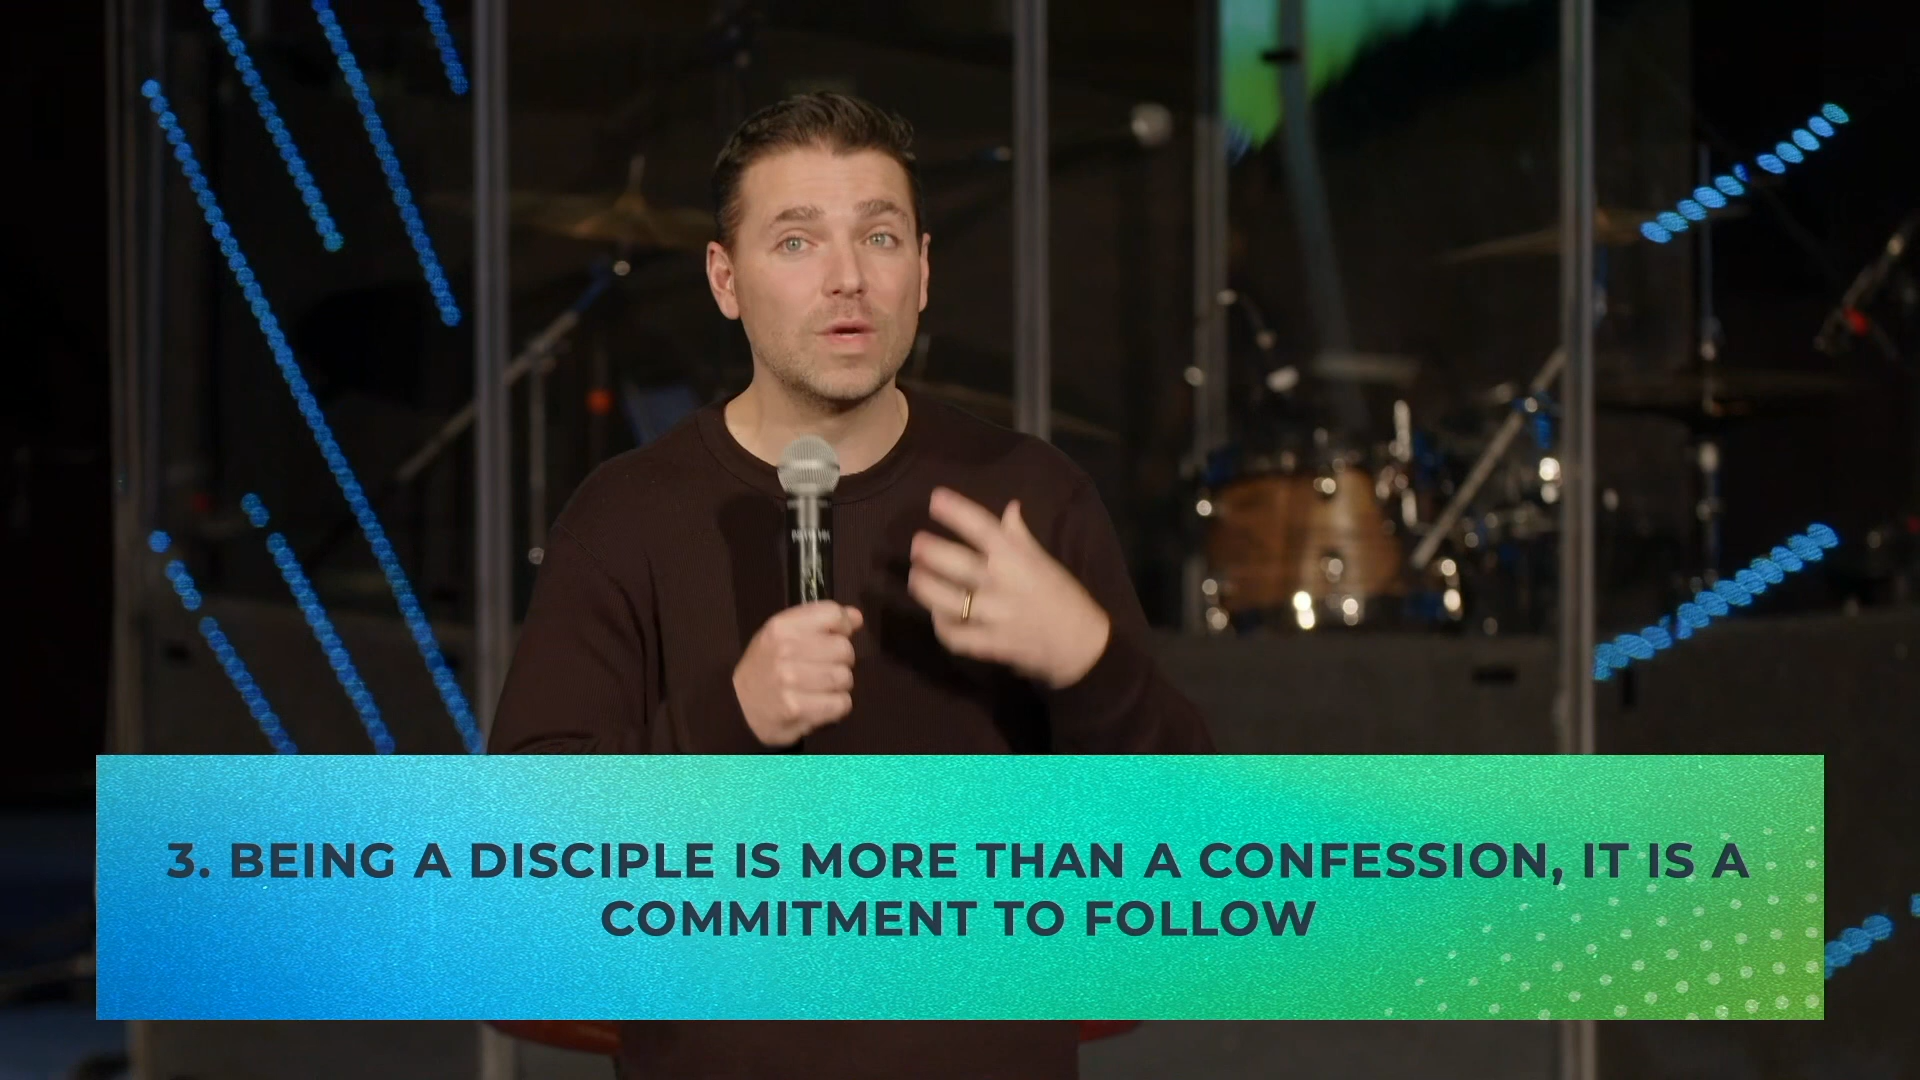 3. BEING A DISCIPLE IS MORE THAN A CONFESSION, IT IS A
COMMITMENT TO FOLLOW